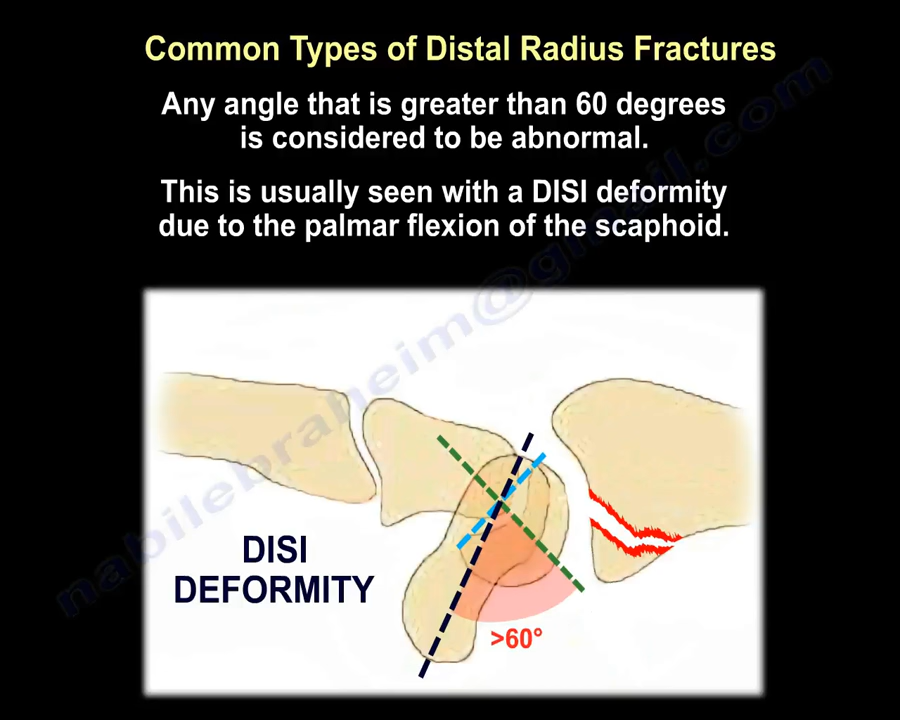 Common Types of Distal Radius Fractures
Any angle that is greater than 60 degrees
is considered to be abnormal.
This is usually seen with a DISI deformity
due to the palmar flexion of the scaphoid.
DISI
DEFORMITY
>60°
nabilebraheim@gmail.com